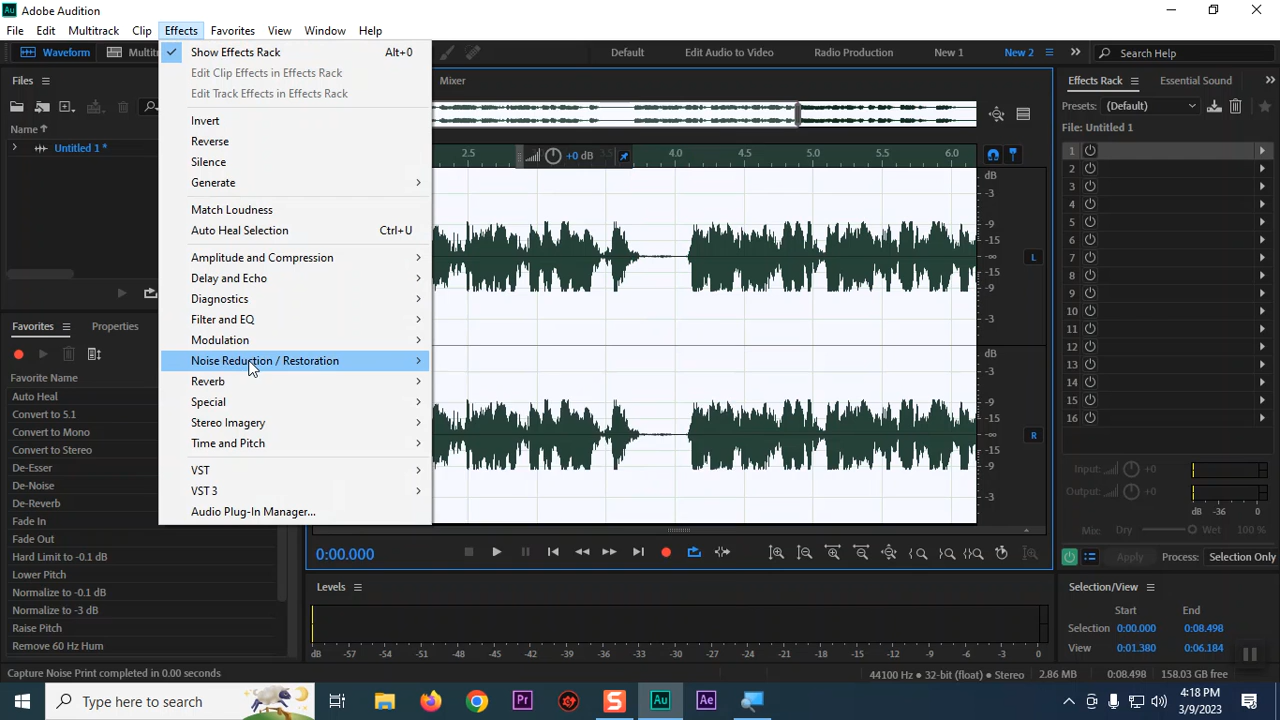 Au Adobe Audition
File Edit Multitrack Clip Effects Favorites View Window Help
Waveform Default Edit Audio to Video Radio Production New 1 New 2 Search Help
Show Effects Rack Alt+0
Edit Clip Effects in Effects Rack
Edit Track Effects in Effects Rack
Invert
Reverse
Silence
Generate
Match Loudness
Auto Heal Selection Ctrl+U
Amplitude and Compression
Delay and Echo
Diagnostics
Filter and EQ
Modulation
Noise Reduction / Restoration
Reverb
Special
Stereo Imagery
Time and Pitch
VST
VST 3
Audio Plug-In Manager...
Files
Name
Untitled 1 *
Favorites Properties
Favorite Name
Auto Heal
Convert to 5.1
Convert to Mono
Convert to Stereo
De-Esser
De-Noise
De-Reverb
Fade In
Fade Out
Hard Limit to -0.1 dB
Lower Pitch
Normalize to -0.1 dB
Normalize to -3 dB
Raise Pitch
Remove 60 Hz Hum
Mixer
2.5 +0 dB 3.5 4.0 4.5 5.0 5.5 6.0
dB
-3
-9
-15
-∞ L
-15
-9
-3
dB
-3
-9
-15
-∞ R
-15
-9
-3
0:00.000
Levels
dB -57 -54 -51 -48 -45 -42 -39 -36 -33 -30 -27 -24 -21 -18 -15 -12 -9 -6 -3 0
Effects Rack Essential Sound
Presets: (Default)
File: Untitled 1
1
2
3
4
5
6
7
8
9
10
11
12
13
14
15
16
Input: +0
Output: +0
dB -36 0
Mix: Dry Wet 100 %
Apply Process: Selection Only
Selection/View
Start End
Selection 0:00.000 0:08.498
View 0:01.380 0:06.184
Capture Noise Print completed in 0.00 seconds
44100 Hz • 32-bit (float) • Stereo 2.86 MB 0:08.498 158.03 GB free
Type here to search Pr S Au Ae
4:18 PM
3/9/2023